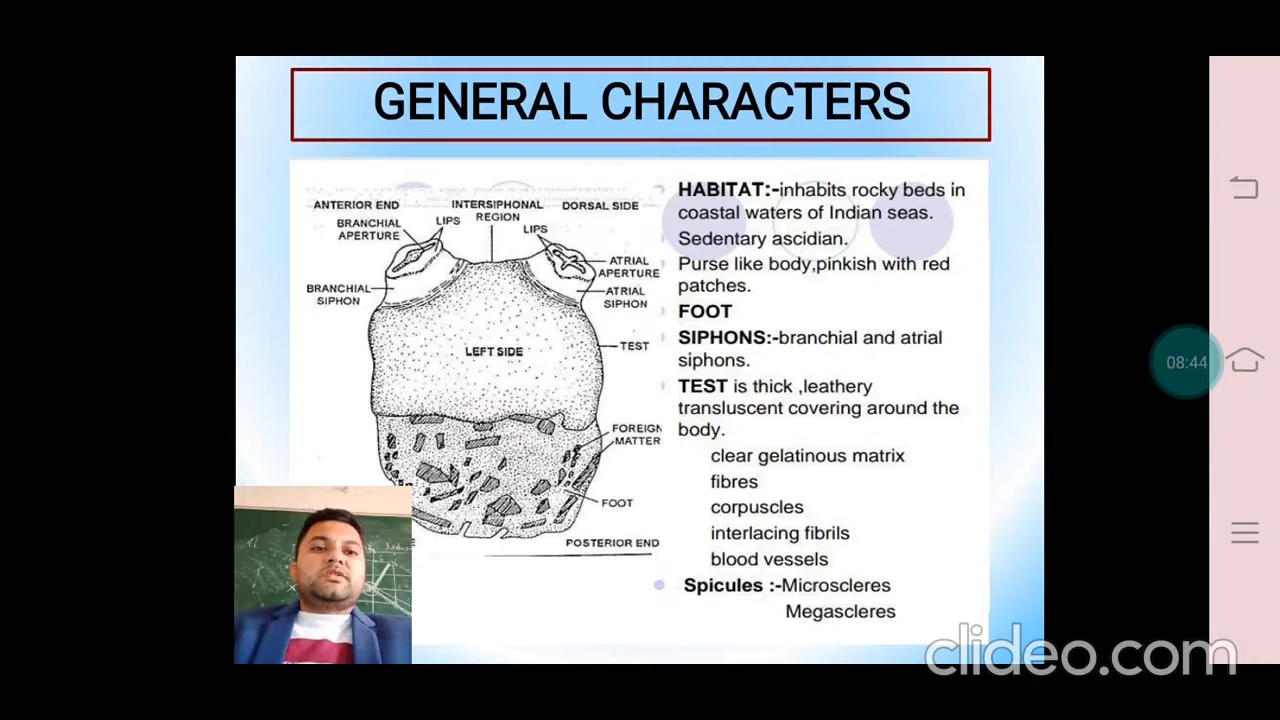 GENERAL CHARACTERS
ANTERIOR END
INTERSIPHONAL
REGION
DORSAL SIDE
BRANCHIAL
APERTURE
LIPS
LIPS
ATRIAL
APERTURE
BRANCHIAL
SIPHON
ATRIAL
SIPHON
LEFT SIDE
TEST
FOREIGN
MATTER
FOOT
POSTERIOR END
HABITAT:-inhabits rocky beds in
coastal waters of Indian seas.
Sedentary ascidian.
Purse like body,pinkish with red
patches.
FOOT
SIPHONS:-branchial and atrial
siphons.
TEST is thick ,leathery
transluscent covering around the
body.
clear gelatinous matrix
fibres
corpuscles
interlacing fibrils
blood vessels
Spicules :-Microscleres
Megascleres
08:44
clideo.com